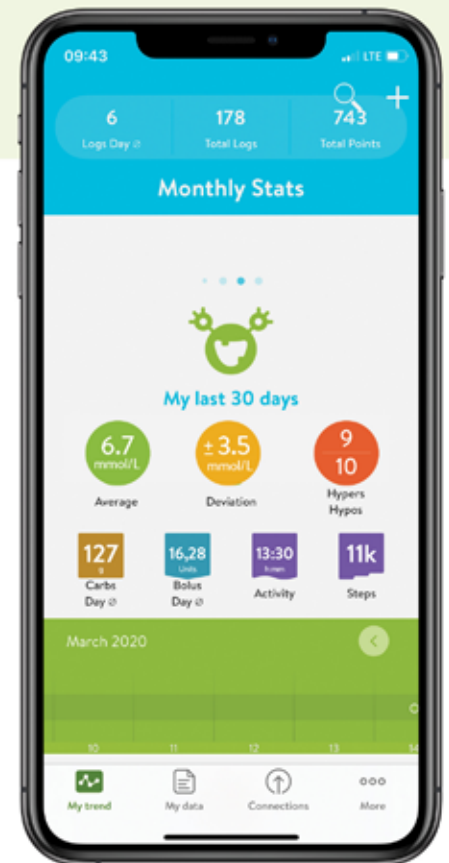 09:43
LTE
6
178
743
Logs Day ∅
Total Logs
Total Points
Monthly Stats
My last 30 days
6.7
mmol/L
±3.5
mmol/L
9
10
Average
Deviation
Hypers
Hypos
127
g
16,28
Units
13:30
h:mm
11k
Carbs
Day ∅
Bolus
Day ∅
Activity
Steps
March 2020
10
11
12
13
14
My trend
My data
Connections
More